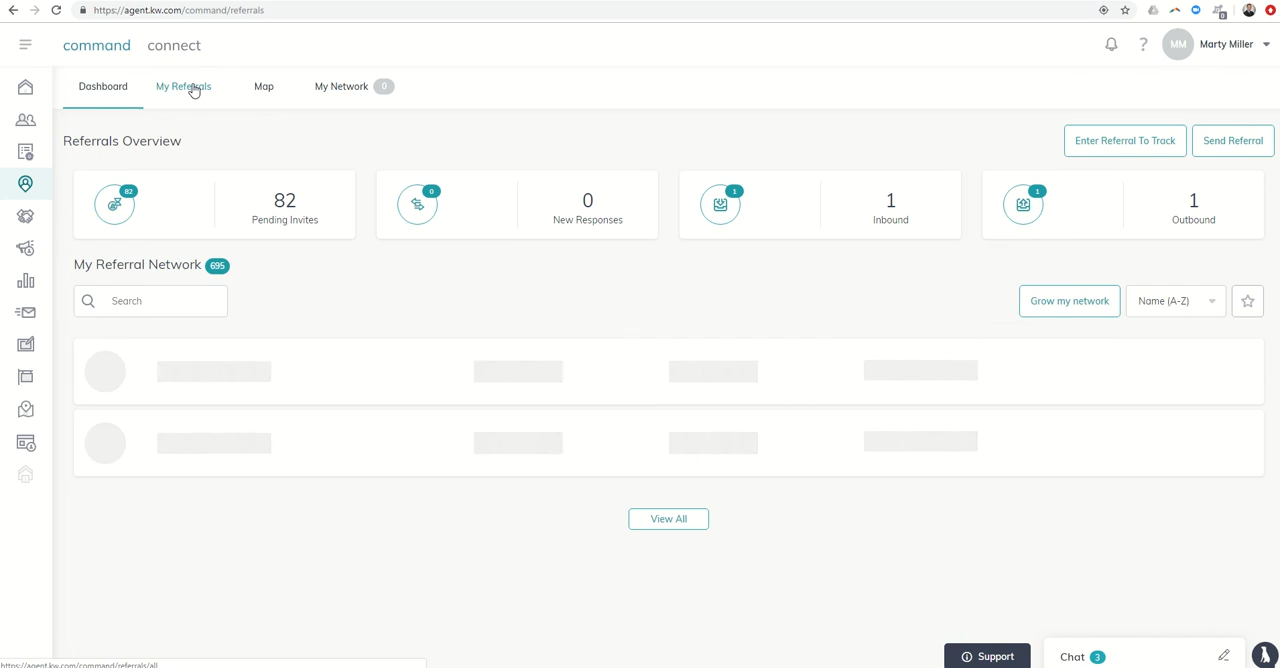 https://agent.kw.com/command/referrals
0
command connect
? MM Marty Miller
Dashboard My Referrals Map My Network 0
Referrals Overview
Enter Referral To Track Send Referral
82 0 1 1
82 0 1 1
Pending Invites New Responses Inbound Outbound
My Referral Network 695
Search Grow my network Name (A-Z)
View All
Support Chat 3
https://agent.kw.com/command/referrals/all